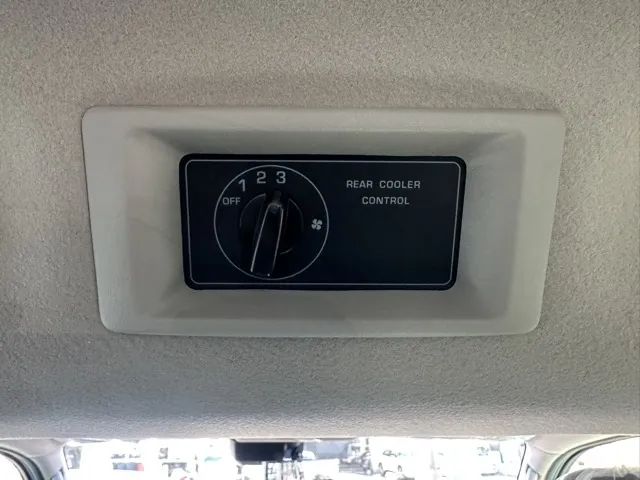 1 2 3
OFF
REAR COOLER
CONTROL